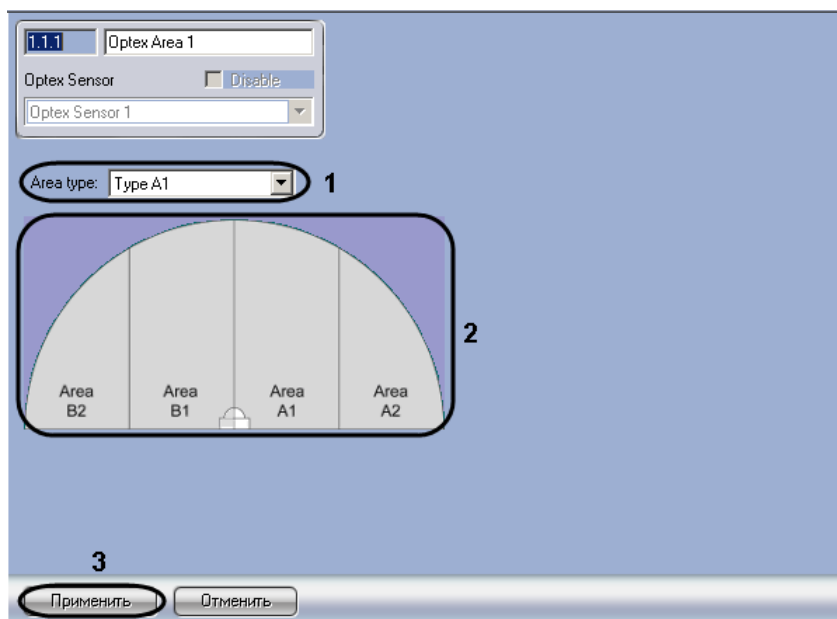 1.1.1 Optex Area 1
Optex Sensor Disable
Optex Sensor 1
Area type: Type A1 1
2
Area Area Area Area
B2 B1 A1 A2
3
Применить Отменить